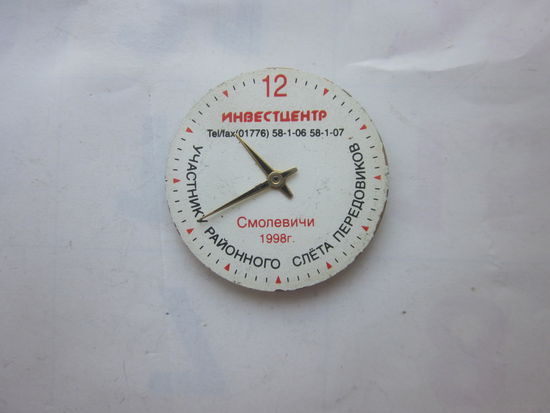 12
ИНВЕСТЦЕНТР
Tel/fax(01776) 58-1-06 58-1-07
УЧАСТНИКУ РАЙОННОГО СЛЁТА ПЕРЕДОВИКОВ
Смолевичи
1998г.